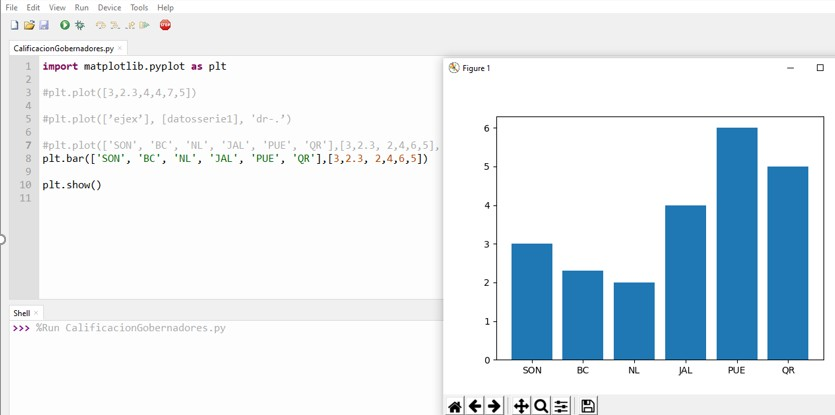 File Edit View Run Device Tools Help
STOP
CalificacionGobernadores.py ×
1 import matplotlib.pyplot as plt
2
3 #plt.plot([3,2.3,4,4,7,5])
4
5 #plt.plot(['ejex'], [datosserie1], 'dr-.')
6
7 #plt.plot(['SON', 'BC', 'NL', 'JAL', 'PUE', 'QR'],[3,2.3, 2,4,6,5],
8 plt.bar(['SON', 'BC', 'NL', 'JAL', 'PUE', 'QR'],[3,2.3, 2,4,6,5])
9
10 plt.show()
11
Shell ×
>>> %Run CalificacionGobernadores.py
Figure 1
6
5
4
3
2
1
0
SON BC NL JAL PUE QR